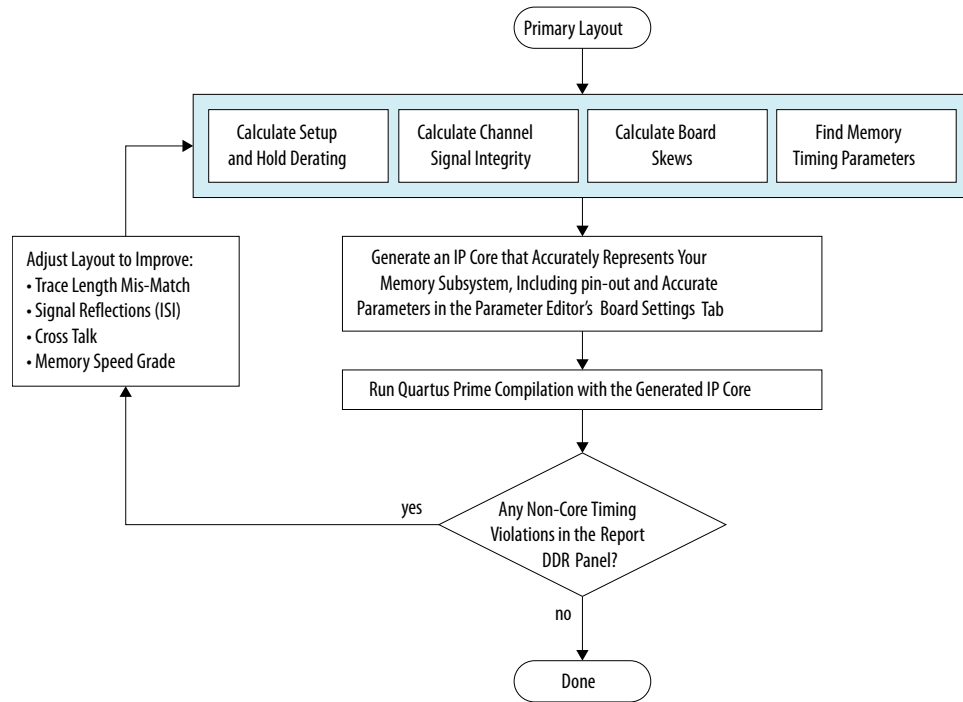 Primary Layout
Calculate Setup
and Hold Derating
Calculate Channel
Signal Integrity
Calculate Board
Skews
Find Memory
Timing Parameters
Adjust Layout to Improve:
• Trace Length Mis-Match
• Signal Reflections (ISI)
• Cross Talk
• Memory Speed Grade
Generate an IP Core that Accurately Represents Your
Memory Subsystem, Including pin-out and Accurate
Parameters in the Parameter Editor's Board Settings Tab
Run Quartus Prime Compilation with the Generated IP Core
yes
Any Non-Core Timing
Violations in the Report
DDR Panel?
no
Done